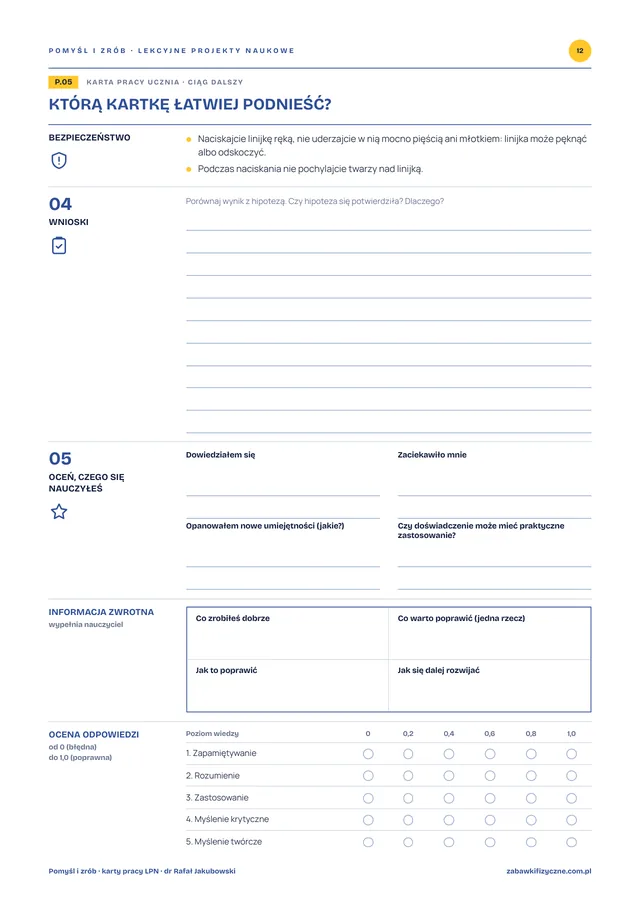 POMYŚL I ZRÓB · LEKCYJNE PROJEKTY NAUKOWE
12
P.05 KARTA PRACY UCZNIA · CIĄG DALSZY
KTÓRĄ KARTKĘ ŁATWIEJ PODNIEŚĆ?
BEZPIECZEŃSTWO
Naciskajcie linijkę ręką, nie uderzajcie w nią mocno pięścią ani młotkiem: linijka może pęknąć
albo odskoczyć.
Podczas naciskania nie pochylajcie twarzy nad linijką.
04
WNIOSKI
Porównaj wynik z hipotezą. Czy hipoteza się potwierdziła? Dlaczego?
05
OCEŃ, CZEGO SIĘ
NAUCZYŁEŚ
Dowiedziałem się
Zaciekawiło mnie
Opanowałem nowe umiejętności (jakie?)
Czy doświadczenie może mieć praktyczne
zastosowanie?
INFORMACJA ZWROTNA
wypełnia nauczyciel
Co zrobiłeś dobrze
Co warto poprawić (jedna rzecz)
Jak to poprawić
Jak się dalej rozwijać
OCENA ODPOWIEDZI
od 0 (błędna)
do 1,0 (poprawna)
Poziom wiedzy 0 0,2 0,4 0,6 0,8 1,0
1. Zapamiętywanie
2. Rozumienie
3. Zastosowanie
4. Myślenie krytyczne
5. Myślenie twórcze
Pomyśl i zrób · karty pracy LPN · dr Rafał Jakubowski
zabawkifizyczne.com.pl